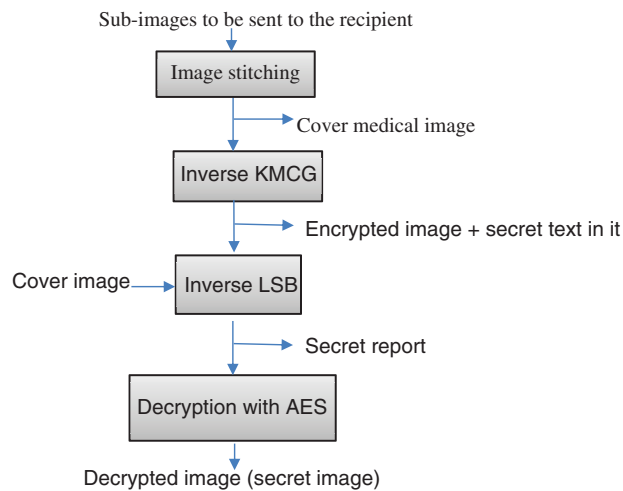 Sub-images to be sent to the recipient
Image stitching
Cover medical image
Inverse KMCG
Encrypted image + secret text in it
Cover image
Inverse LSB
Secret report
Decryption with AES
Decrypted image (secret image)